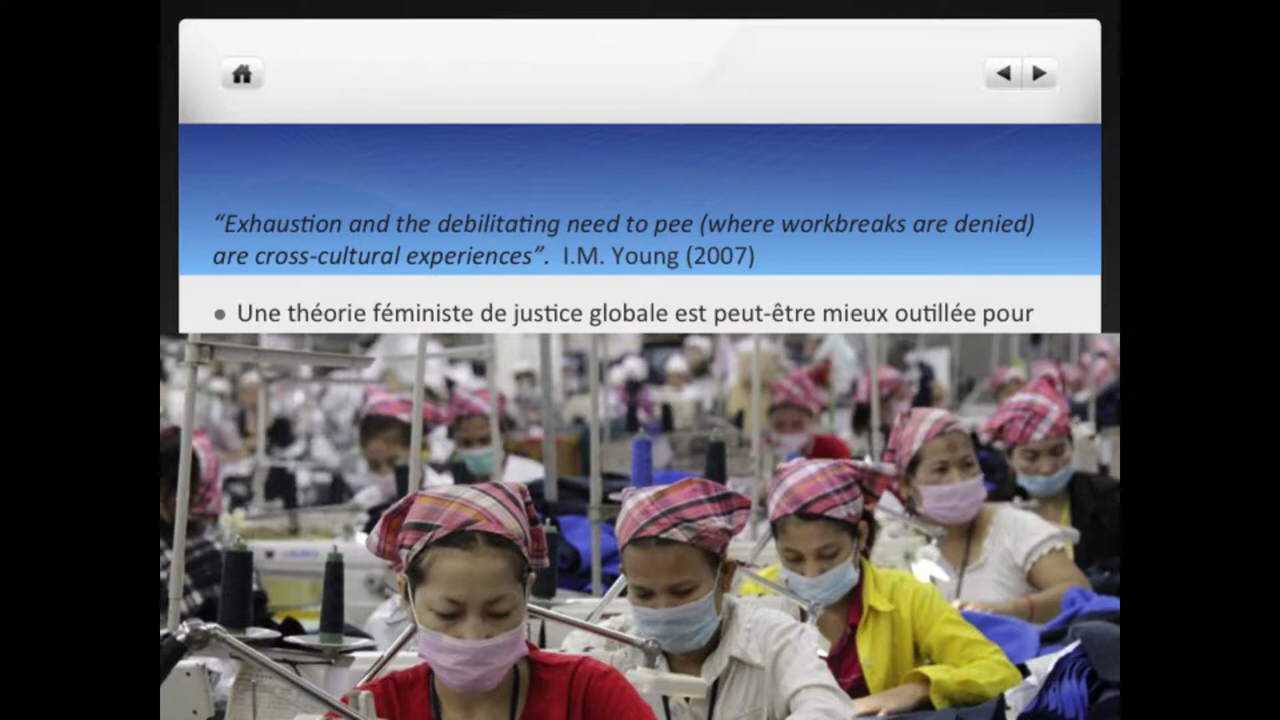 “Exhaustion and the debilitating need to pee (where workbreaks are denied)
are cross-cultural experiences”. I.M. Young (2007)
Une théorie féministe de justice globale est peut-être mieux outillée pour